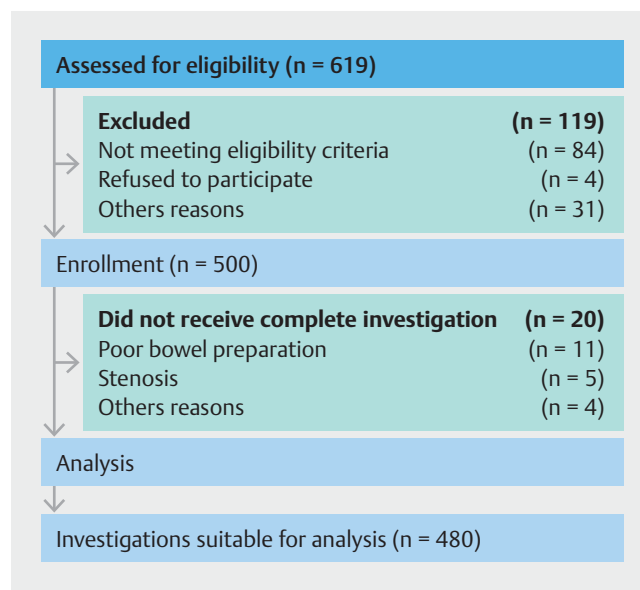 Assessed for eligibility (n = 619)
Excluded (n = 119)
Not meeting eligibility criteria (n = 84)
Refused to participate (n = 4)
Others reasons (n = 31)
Enrollment (n = 500)
Did not receive complete investigation (n = 20)
Poor bowel preparation (n = 11)
Stenosis (n = 5)
Others reasons (n = 4)
Analysis
Investigations suitable for analysis (n = 480)